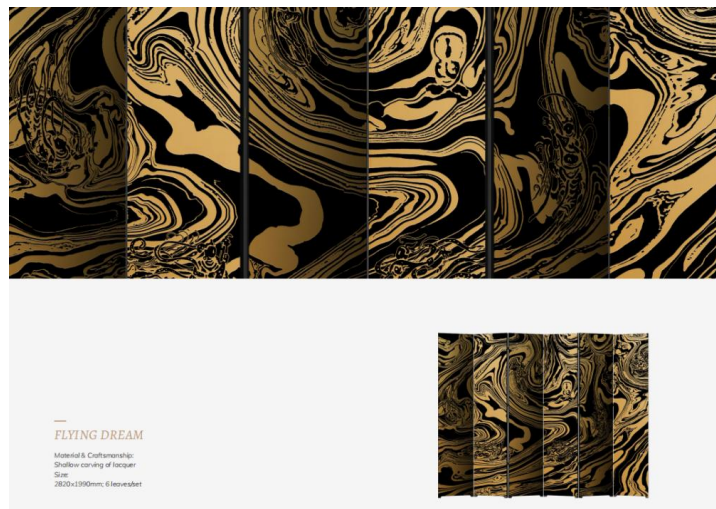 FLYING DREAM
Material & Craftsmanship:
Shallow carving of lacquer
Size:
2820x1990mm; 6 leaves/set